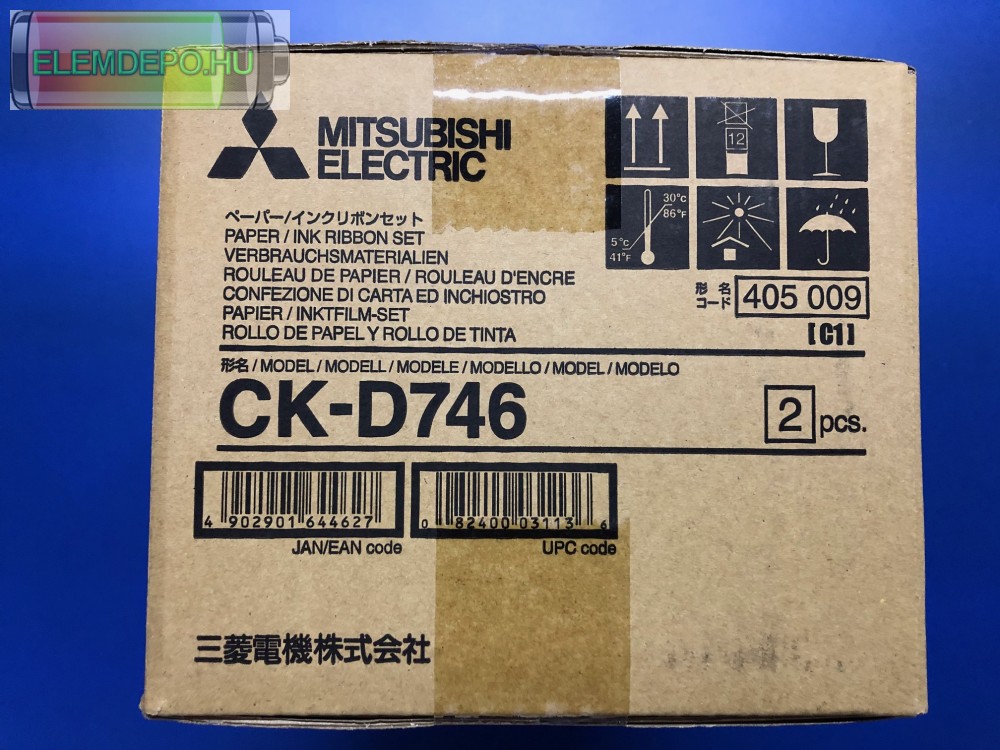 ELEMDEPO.HU
MITSUBISHI
ELECTRIC
12
30°C
86°F
5°C
41°F
ペーパー/インクリボンセット
PAPER / INK RIBBON SET
VERBRAUCHSMATERIALIEN
ROULEAU DE PAPIER / ROULEAU D'ENCRE
CONFEZIONE DI CARTA ED INCHIOSTRO
PAPIER / INKTFILM-SET
ROLLO DE PAPEL Y ROLLO DE TINTA
形名コード 405 009
[C1]
形名 / MODEL / MODELL / MODELE / MODELLO / MODEL / MODELO
CK-D746
2 pcs.
4 902901 644627
JAN/EAN code
0 82400 03113 6
UPC code
三菱電機株式会社